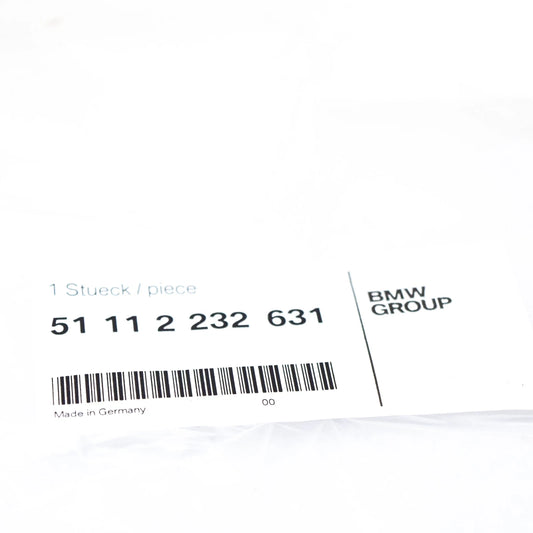 1 Stueck / piece
51 11 2 232 631
Made in Germany
00
BMW
GROUP